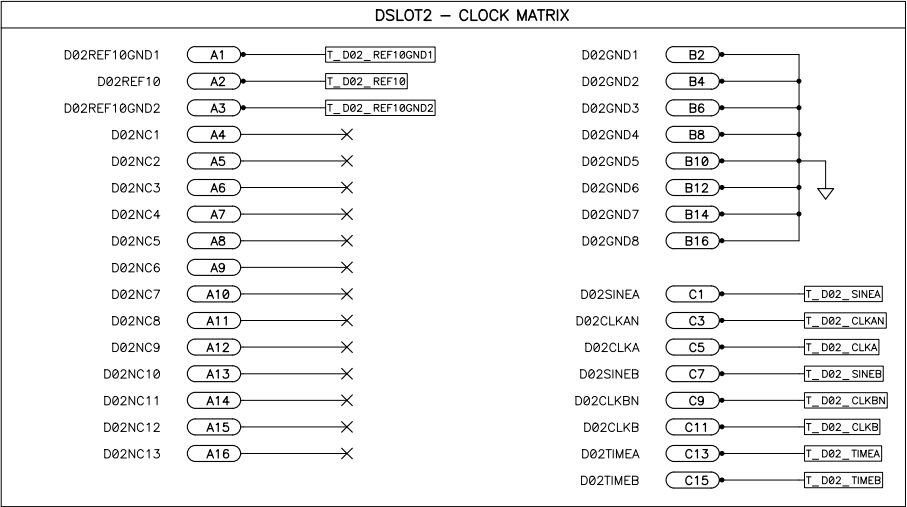 DSLOT2 – CLOCK MATRIX
D02REF10GND1 A1 T_D02_REF10GND1
D02REF10 A2 T_D02_REF10
D02REF10GND2 A3 T_D02_REF10GND2
D02NC1 A4
D02NC2 A5
D02NC3 A6
D02NC4 A7
D02NC5 A8
D02NC6 A9
D02NC7 A10
D02NC8 A11
D02NC9 A12
D02NC10 A13
D02NC11 A14
D02NC12 A15
D02NC13 A16
D02GND1 B2
D02GND2 B4
D02GND3 B6
D02GND4 B8
D02GND5 B10
D02GND6 B12
D02GND7 B14
D02GND8 B16
D02SINEA C1 T_D02_SINEA
D02CLKAN C3 T_D02_CLKAN
D02CLKA C5 T_D02_CLKA
D02SINEB C7 T_D02_SINEB
D02CLKBN C9 T_D02_CLKBN
D02CLKB C11 T_D02_CLKB
D02TIMEA C13 T_D02_TIMEA
D02TIMEB C15 T_D02_TIMEB